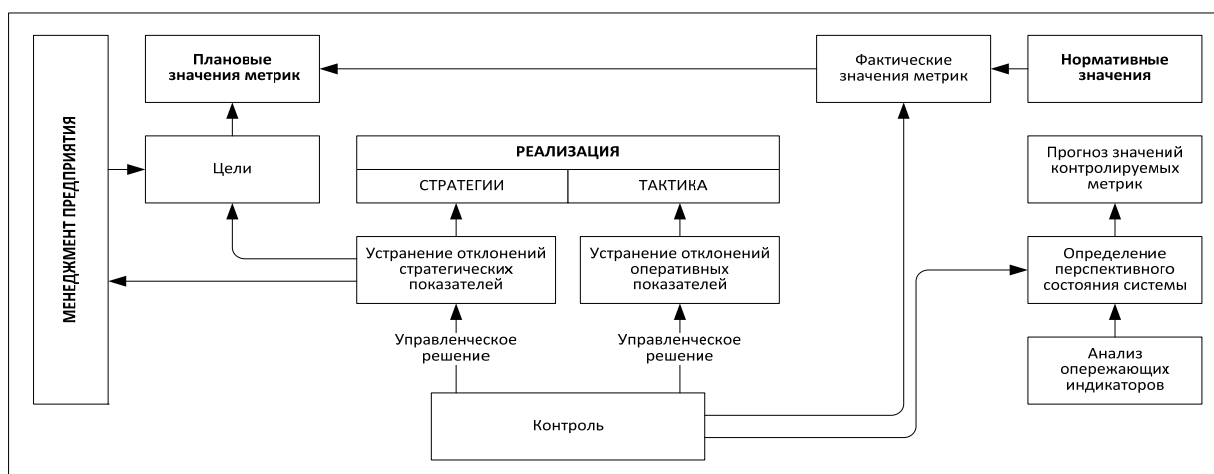 МЕНЕДЖМЕНТ ПРЕДПРИЯТИЯ
Плановые
значения метрик
Фактические
значения метрик
Нормативные
значения
Цели
РЕАЛИЗАЦИЯ
СТРАТЕГИИ
ТАКТИКА
Прогноз значений
контролируемых
метрик
Устранение отклонений
стратегических
показателей
Устранение отклонений
оперативных
показателей
Определение
перспективного
состояния системы
Управленческое
решение
Управленческое
решение
Анализ
опережающих
индикаторов
Контроль